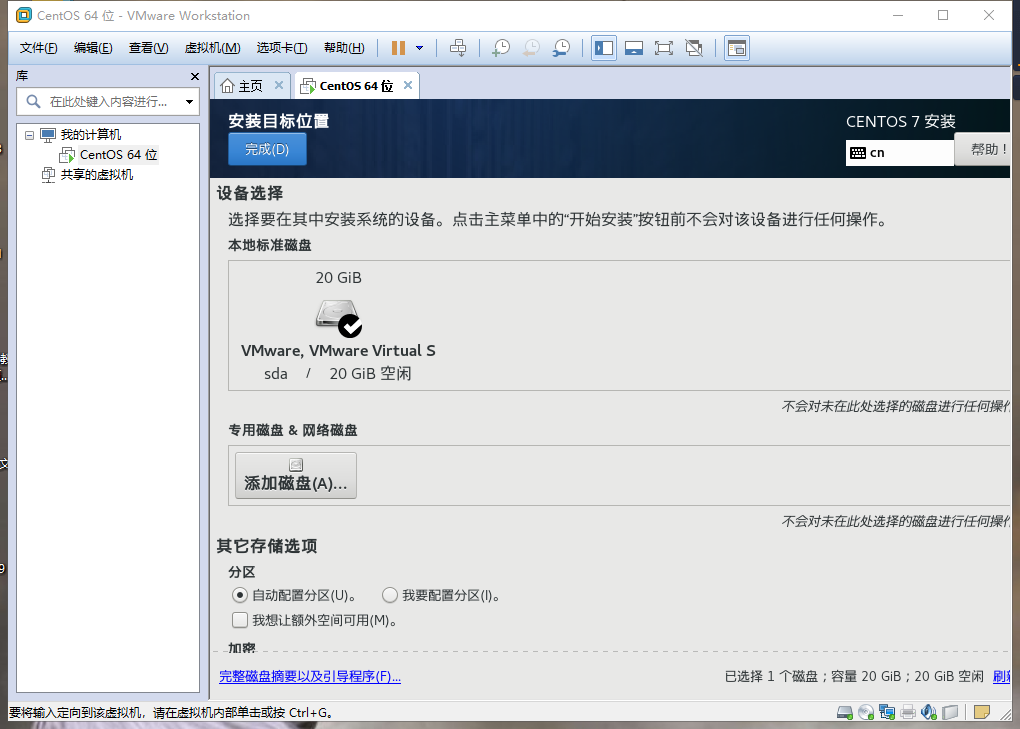 CentOS 64 位 - VMware Workstation
文件(F) 编辑(E) 查看(V) 虚拟机(M) 选项卡(T) 帮助(H)
库
在此处键入内容进行...
我的计算机
CentOS 64 位
共享的虚拟机
主页 CentOS 64 位
安装目标位置
完成(D)
CENTOS 7 安装
cn
帮助！
设备选择
选择要在其中安装系统的设备。点击主菜单中的“开始安装”按钮前不会对该设备进行任何操作。
本地标准磁盘
20 GiB
VMware, VMware Virtual S
sda / 20 GiB 空闲
不会对未在此处选择的磁盘进行任何操作
专用磁盘 & 网络磁盘
添加磁盘(A)...
不会对未在此处选择的磁盘进行任何操作
其它存储选项
分区
自动配置分区(U)。 我要配置分区(I)。
我想让额外空间可用(M)。
加密
完整磁盘摘要以及引导程序(F)...
已选择 1 个磁盘；容量 20 GiB；20 GiB 空闲 刷新
要将输入定向到该虚拟机，请在虚拟机内部单击或按 Ctrl+G。